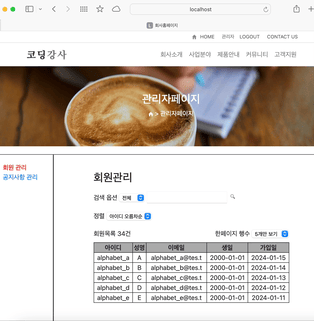 localhost
회사홈페이지
HOME 관리자 LOGOUT CONTACT US
코딩강사
회사소개 사업분야 제품안내 커뮤니티 고객지원
관리자페이지
> 관리자페이지
회원 관리
공지사항 관리
회원관리
검색 옵션 전체
정렬 아이디 오름차순
회원목록 34건 한페이지 행수 5개만 보기
아이디 성명 이메일 생일 가입일
alphabet_a A alphabet_a@tes.t 2000-01-01 2024-01-15
alphabet_b B alphabet_b@tes.t 2000-01-01 2024-01-14
alphabet_c C alphabet_c@tes.t 2000-01-01 2024-01-13
alphabet_d D alphabet_d@tes.t 2000-01-01 2024-01-12
alphabet_e E alphabet_e@tes.t 2000-01-01 2024-01-11